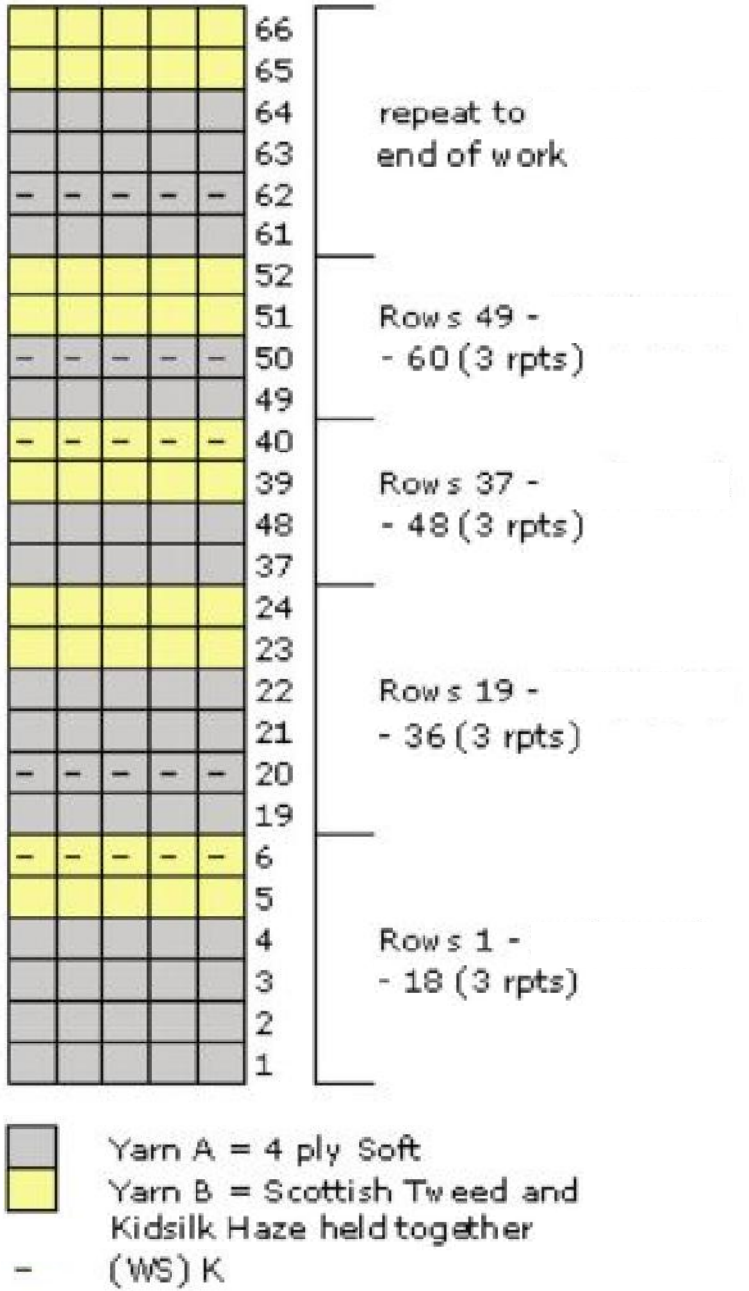 66
65
64
63
repeat to
end of work
- - - - - 62
61
52
51
Rows 49 -
- 60 (3 rpts)
- - - - - 50
49
- - - - - 40
39
Rows 37 -
- 48 (3 rpts)
48
37
24
23
22
21
Rows 19 -
- 36 (3 rpts)
- - - - - 20
19
- - - - - 6
5
4
3
Rows 1 -
- 18 (3 rpts)
2
1
Yarn A = 4 ply Soft
Yarn B = Scottish Tweed and
Kidsilk Haze held together
- (WS) K